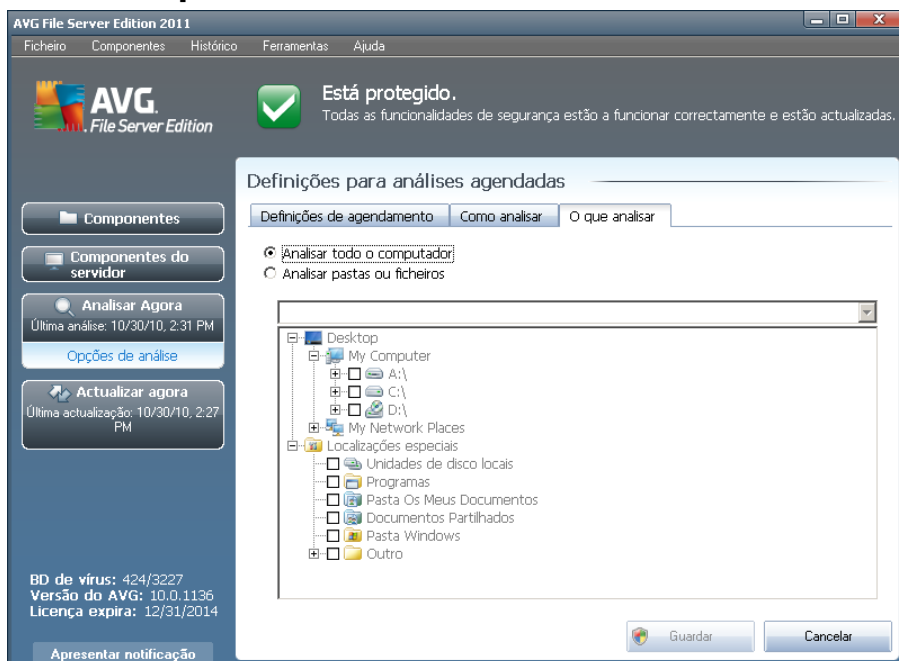 AVG File Server Edition 2011
Ficheiro Componentes Histórico Ferramentas Ajuda
AVG.
File Server Edition
Está protegido.
Todas as funcionalidades de segurança estão a funcionar correctamente e estão actualizadas.
Componentes
Componentes do
servidor
Analisar Agora
Última análise: 10/30/10, 2:31 PM
Opções de análise
Actualizar agora
Última actualização: 10/30/10, 2:27
PM
BD de vírus: 424/3227
Versão do AVG: 10.0.1136
Licença expira: 12/31/2014
Apresentar notificação
Definições para análises agendadas
Definições de agendamento Como analisar O que analisar
Analisar todo o computador
Analisar pastas ou ficheiros
Desktop
My Computer
A:\
C:\
D:\
My Network Places
Localizações especiais
Unidades de disco locais
Programas
Pasta Os Meus Documentos
Documentos Partilhados
Pasta Windows
Outro
Guardar Cancelar